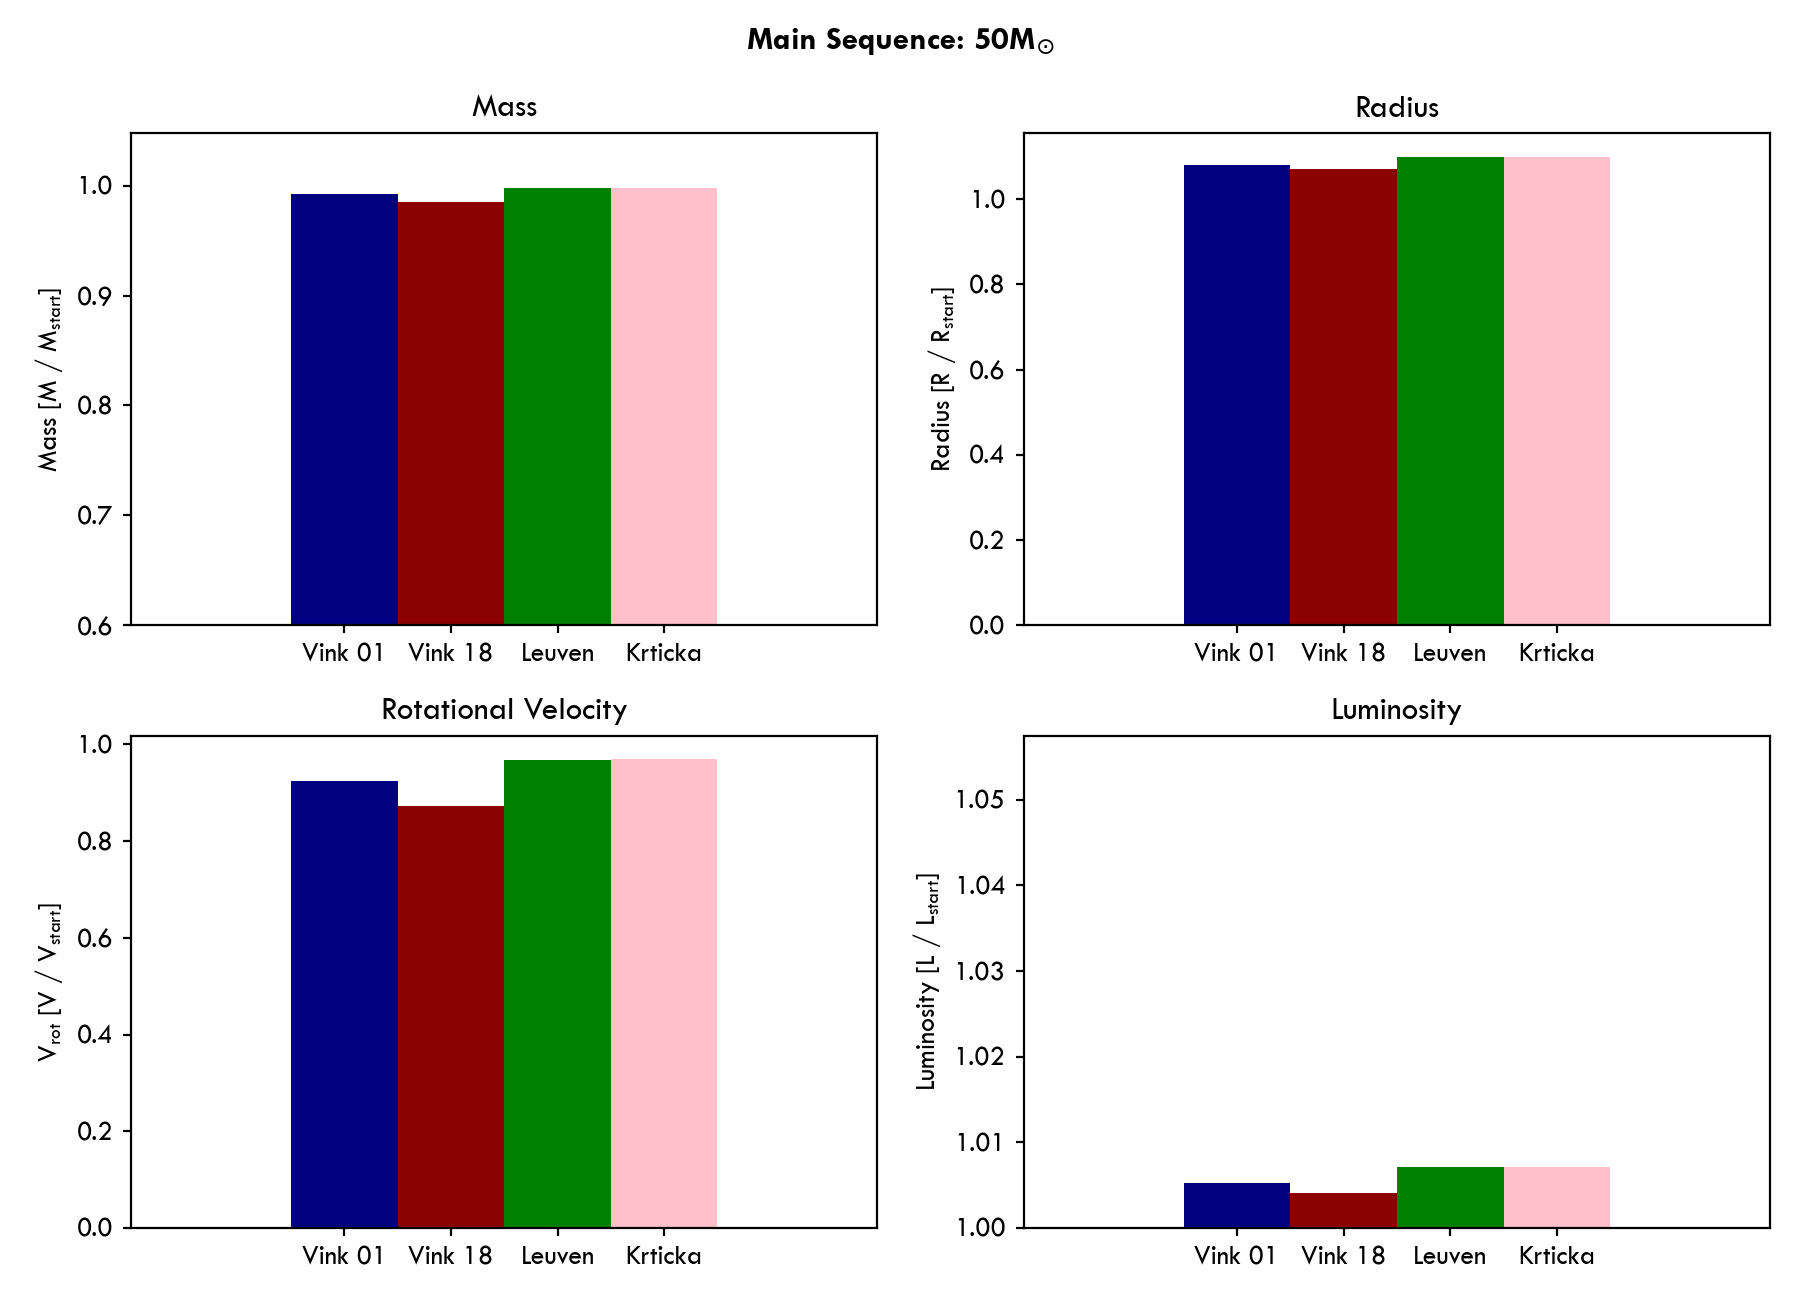 Main Sequence: 50M☉
Mass
Mass [M / Mstart]
1.0
0.9
0.8
0.7
0.6
Vink 01 Vink 18 Leuven Krticka
Radius
Radius [R / Rstart]
1.0
0.8
0.6
0.4
0.2
0.0
Vink 01 Vink 18 Leuven Krticka
Rotational Velocity
Vrot [V / Vstart]
1.0
0.8
0.6
0.4
0.2
0.0
Vink 01 Vink 18 Leuven Krticka
Luminosity
Luminosity [L / Lstart]
1.05
1.04
1.03
1.02
1.01
1.00
Vink 01 Vink 18 Leuven Krticka